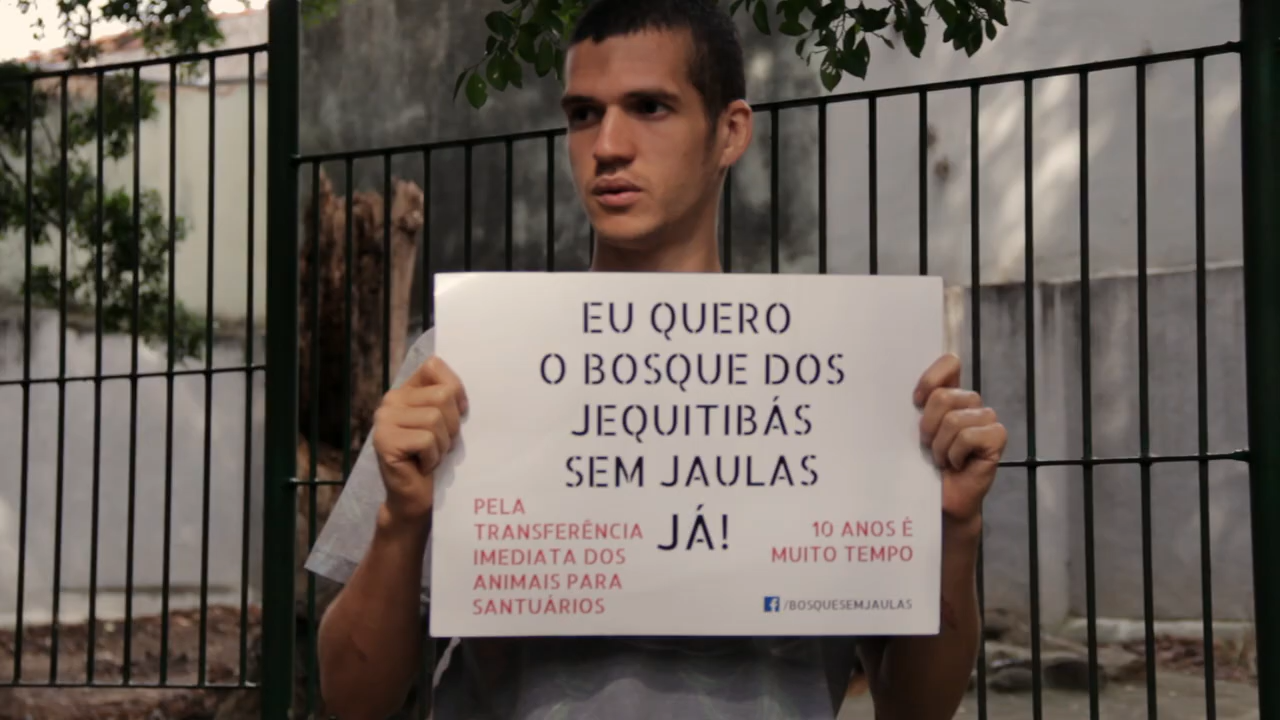 EU QUERO
O BOSQUE DOS
JEQUITIBÁS
SEM JAULAS
JÁ!
PELA
TRANSFERÊNCIA
IMEDIATA DOS
ANIMAIS PARA
SANTUÁRIOS
10 ANOS É
MUITO TEMPO
/BOSQUESEMJAULAS